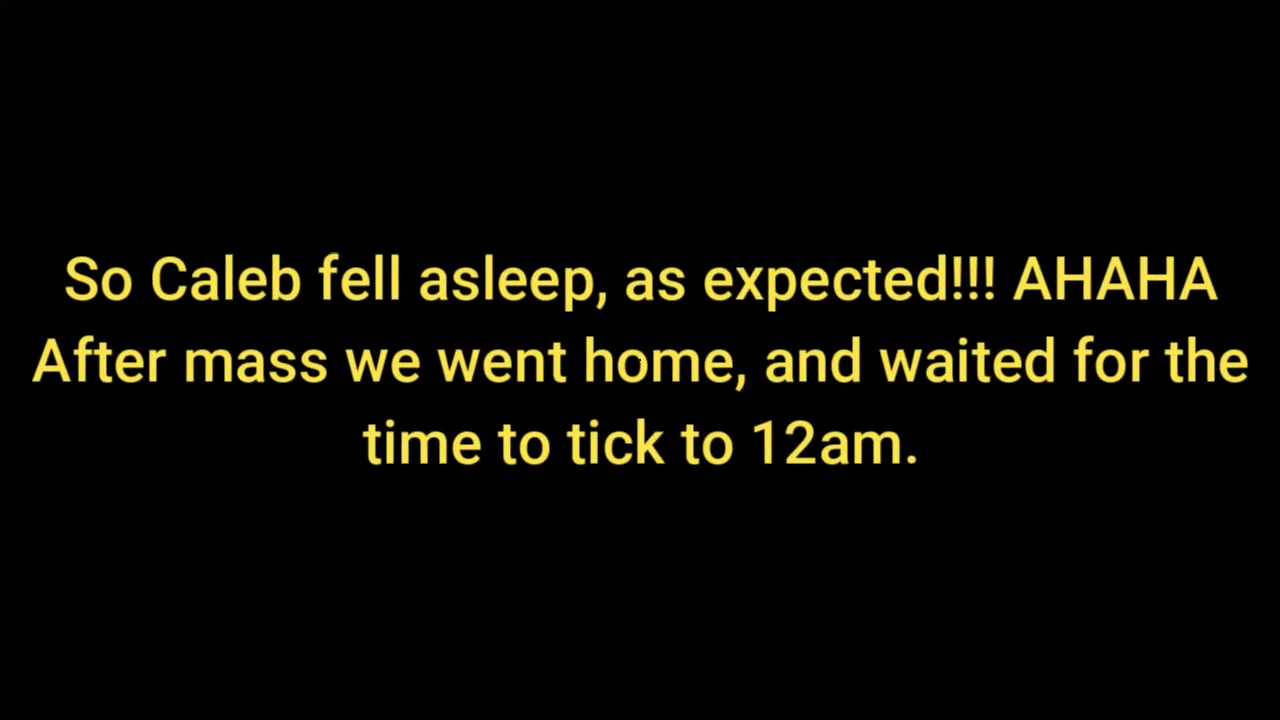 So Caleb fell asleep, as expected!!! AHAHA
After mass we went home, and waited for the
time to tick to 12am.